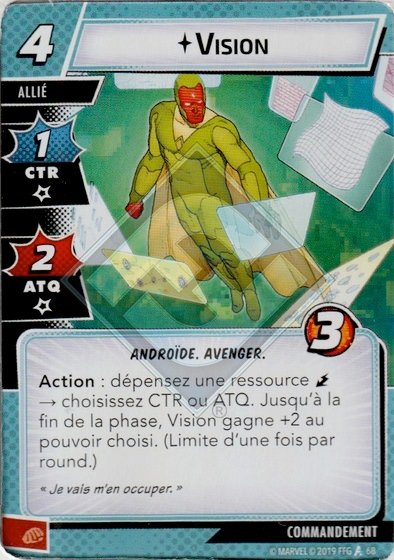 4
Vision
ALLIÉ
1
CTR
2
ATQ
3
ANDROÏDE. AVENGER.
Action : dépensez une ressource
→ choisissez CTR ou ATQ. Jusqu'à la
fin de la phase, Vision gagne +2 au
pouvoir choisi. (Limite d'une fois par
round.)
« Je vais m'en occuper. »
®
© MARVEL © 2019 FFG 68
COMMANDEMENT